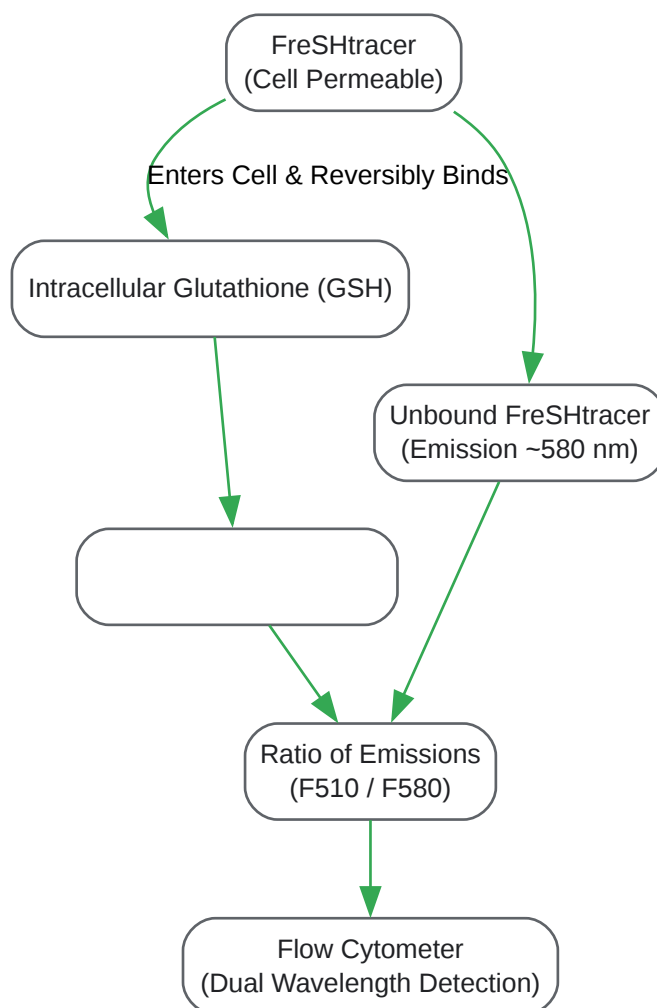 FreSHtracer
(Cell Permeable)
Enters Cell & Reversibly Binds
Intracellular Glutathione (GSH)
Unbound FreSHtracer
(Emission ~580 nm)
Ratio of Emissions
(F510 / F580)
Flow Cytometer
(Dual Wavelength Detection)